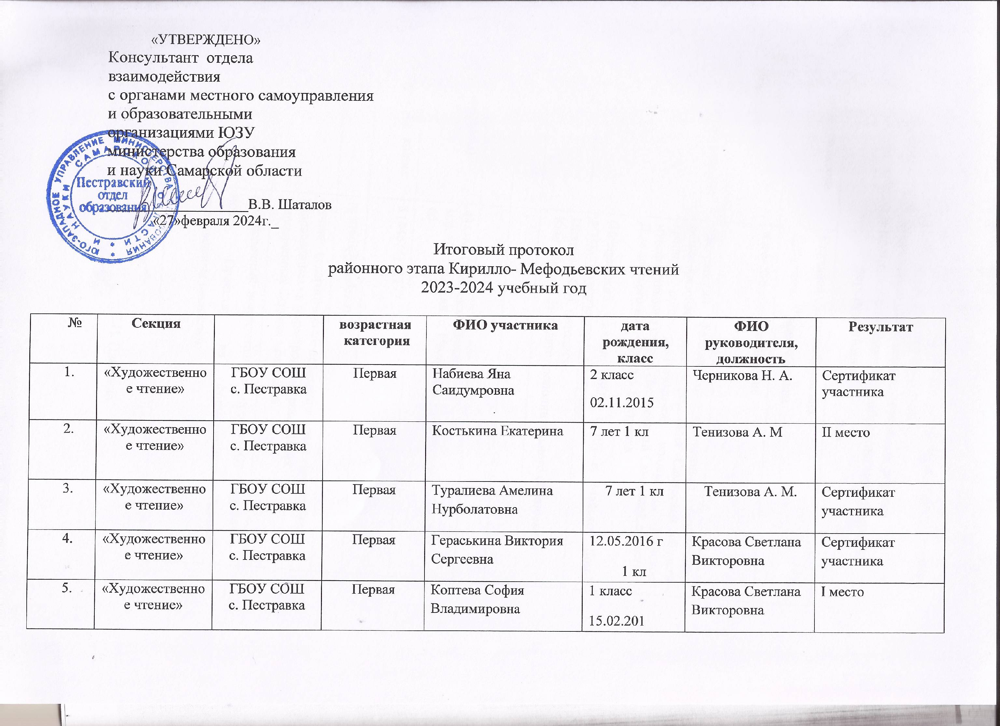 «УТВЕРЖДЕНО»
Консультант отдела
взаимодействия
с органами местного самоуправления
и образовательными
организациями ЮЗУ
министерства образования
и науки Самарской области
В.В. Шаталов
«27»февраля 2024г._
ЮГО-ЗАПАДНОЕ УПРАВЛЕНИЕ МИНИСТЕРСТВА ОБРАЗОВАНИЯ
И НАУКИ САМАРСКОЙ ОБЛАСТИ
Пестравский
отдел
образования
Итоговый протокол
районного этапа Кирилло- Мефодьевских чтений
2023-2024 учебный год
№ Секция возрастная категория ФИО участника дата рождения, класс ФИО руководителя, должность Результат
1. «Художественно ГБОУ СОШ Первая Набиева Яна 2 класс Черникова Н. А. Сертификат
е чтение» с. Пестравка Саидумровна участника
02.11.2015
2. «Художественно ГБОУ СОШ Первая Костькина Екатерина 7 лет 1 кл Тенизова А. М II место
е чтение» с. Пестравка
3. «Художественно ГБОУ СОШ Первая Туралиева Амелина 7 лет 1 кл Тенизова А. М. Сертификат
е чтение» с. Пестравка Нурболатовна участника
4. «Художественно ГБОУ СОШ Первая Гераськина Виктория 12.05.2016 г Красова Светлана Сертификат
е чтение» с. Пестравка Сергеевна Викторовна участника
1 кл
5. «Художественно ГБОУ СОШ Первая Коптева София 1 класс Красова Светлана I место
е чтение» с. Пестравка Владимировна Викторовна
15.02.201